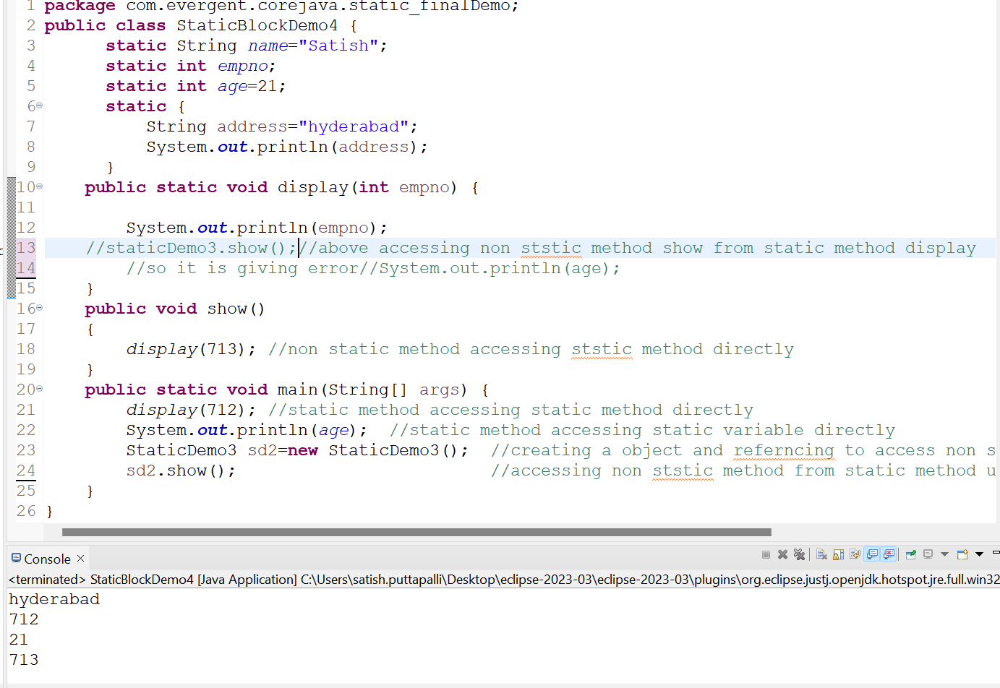 1 package com.evergent.corejava.static_finalDemo;
2 public class StaticBlockDemo4 {
3 static String name="Satish";
4 static int empno;
5 static int age=21;
6 static {
7 String address="hyderabad";
8 System.out.println(address);
9 }
10 public static void display(int empno) {
11
12 System.out.println(empno);
13 //staticDemo3.show();//above accessing non ststic method show from static method display
14 //so it is giving error//System.out.println(age);
15 }
16 public void show()
17 {
18 display(713); //non static method accessing ststic method directly
19 }
20 public static void main(String[] args) {
21 display(712); //static method accessing static method directly
22 System.out.println(age); //static method accessing static variable directly
23 StaticDemo3 sd2=new StaticDemo3(); //creating a object and referncing to access non s
24 sd2.show(); //accessing non ststic method from static method u
25 }
26 }
Console
<terminated> StaticBlockDemo4 [Java Application] C:\Users\satish.puttapalli\Desktop\eclipse-2023-03\eclipse-2023-03\plugins\org.eclipse.justj.openjdk.hotspot.jre.full.win32
hyderabad
712
21
713